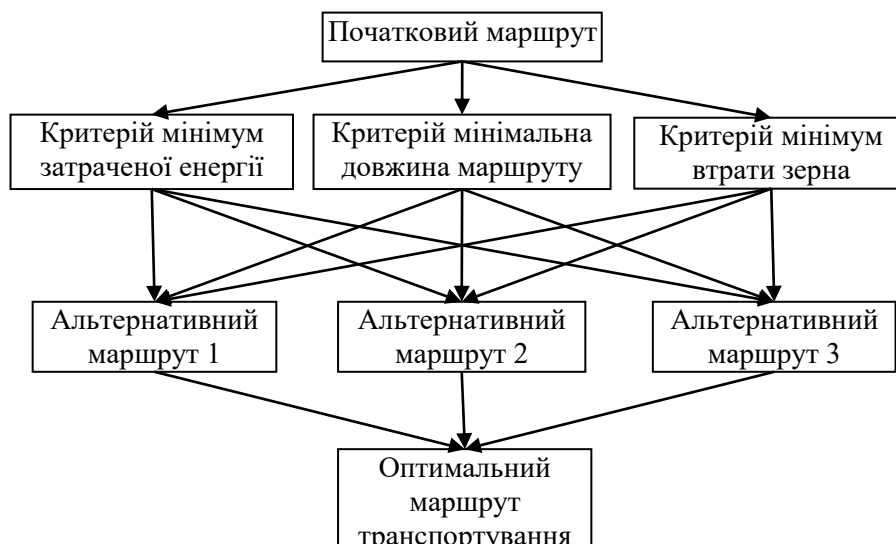 Початковий маршрут
Критерій мінімум
затраченої енергії
Критерій мінімальна
довжина маршруту
Критерій мінімум
втрати зерна
Альтернативний
маршрут 1
Альтернативний
маршрут 2
Альтернативний
маршрут 3
Оптимальний
маршрут
транспортування